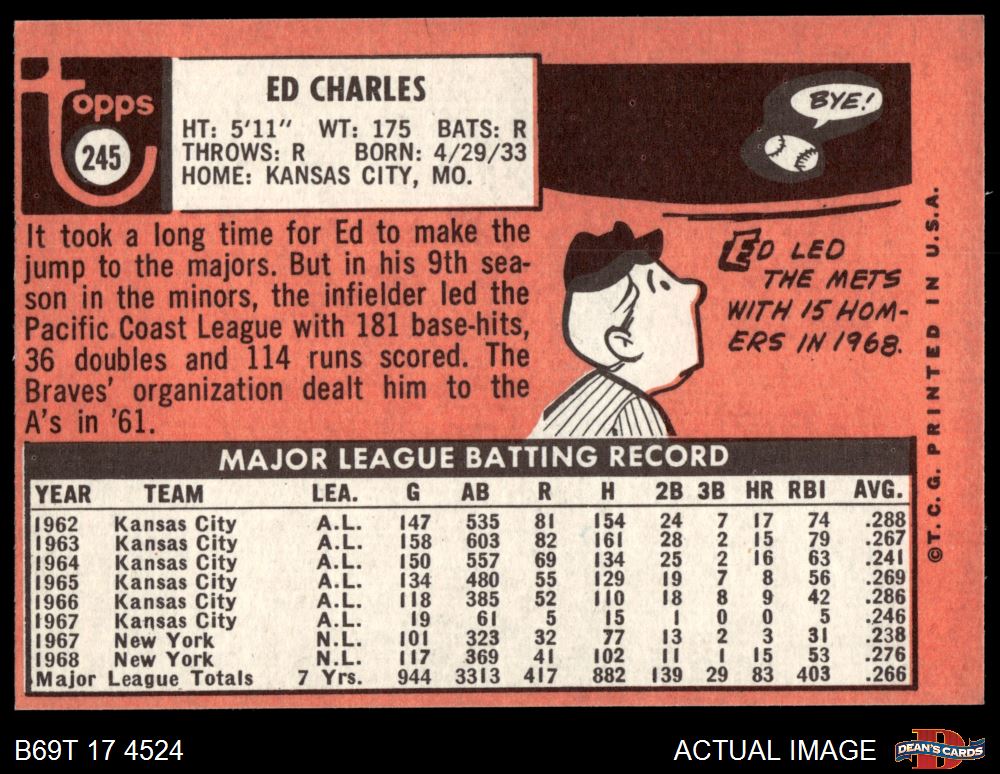 Topps
245
ED CHARLES
HT: 5'11" WT: 175 BATS: R
THROWS: R BORN: 4/29/33
HOME: KANSAS CITY, MO.
BYE!
It took a long time for Ed to make the
jump to the majors. But in his 9th sea-
son in the minors, the infielder led the
Pacific Coast League with 181 base-hits,
36 doubles and 114 runs scored. The
Braves' organization dealt him to the
A's in '61.
ED LED
THE METS
WITH 15 HOM-
ERS IN 1968.
©T. C. G. PRINTED IN U.S.A.
MAJOR LEAGUE BATTING RECORD
YEAR TEAM LEA. G AB R H 2B 3B HR RBI AVG.
1962 Kansas City A.L. 147 535 81 154 24 7 17 74 .288
1963 Kansas City A.L. 158 603 82 161 28 2 15 79 .267
1964 Kansas City A.L. 150 557 69 134 25 2 16 63 .241
1965 Kansas City A.L. 134 480 55 129 19 7 8 56 .269
1966 Kansas City A.L. 118 385 52 110 18 8 9 42 .286
1967 Kansas City A.L. 19 61 5 15 1 0 0 5 .246
1967 New York N.L. 101 323 32 77 13 2 3 31 .238
1968 New York N.L. 117 369 41 102 11 1 15 53 .276
Major League Totals 7 Yrs. 944 3313 417 882 139 29 83 403 .266
B69T 17 4524
ACTUAL IMAGE
D
DEAN'S CARDS